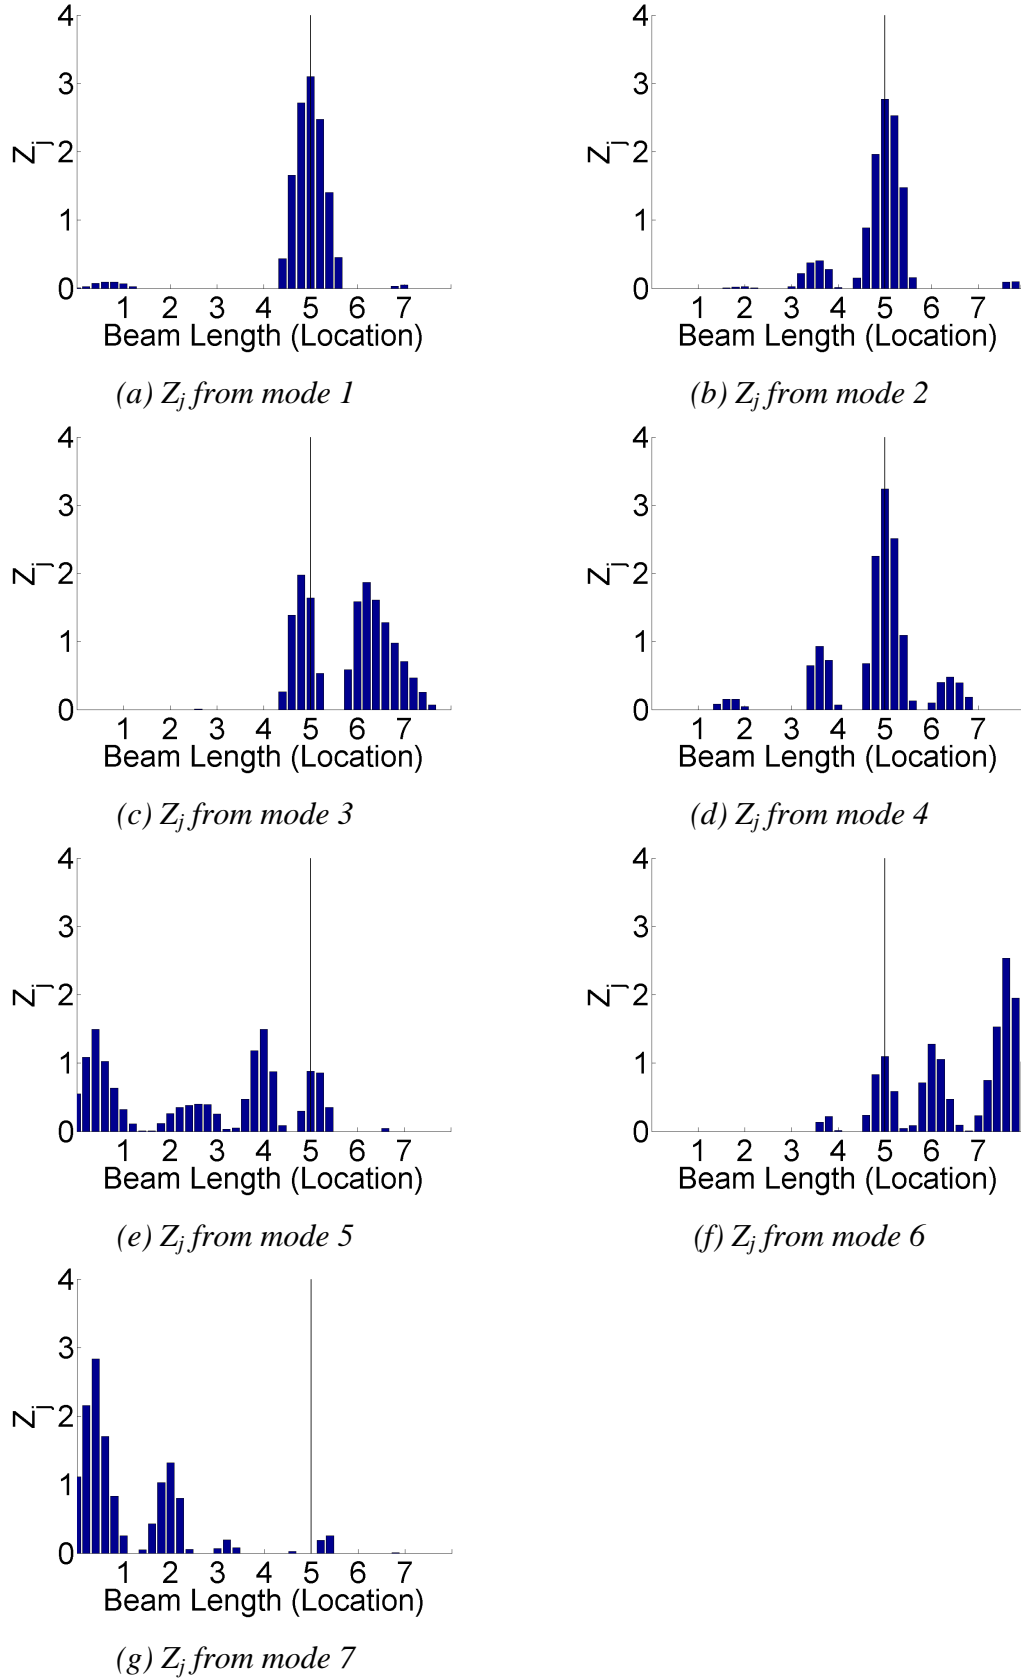 4 3 2 1 0
Z_j
1 2 3 4 5 6 7
Beam Length (Location)
(a) Z_j from mode 1
4 3 2 1 0
Z_j
1 2 3 4 5 6 7
Beam Length (Location)
(b) Z_j from mode 2
4 3 2 1 0
Z_j
1 2 3 4 5 6 7
Beam Length (Location)
(c) Z_j from mode 3
4 3 2 1 0
Z_j
1 2 3 4 5 6 7
Beam Length (Location)
(d) Z_j from mode 4
4 3 2 1 0
Z_j
1 2 3 4 5 6 7
Beam Length (Location)
(e) Z_j from mode 5
4 3 2 1 0
Z_j
1 2 3 4 5 6 7
Beam Length (Location)
(f) Z_j from mode 6
4 3 2 1 0
Z_j
1 2 3 4 5 6 7
Beam Length (Location)
(g) Z_j from mode 7